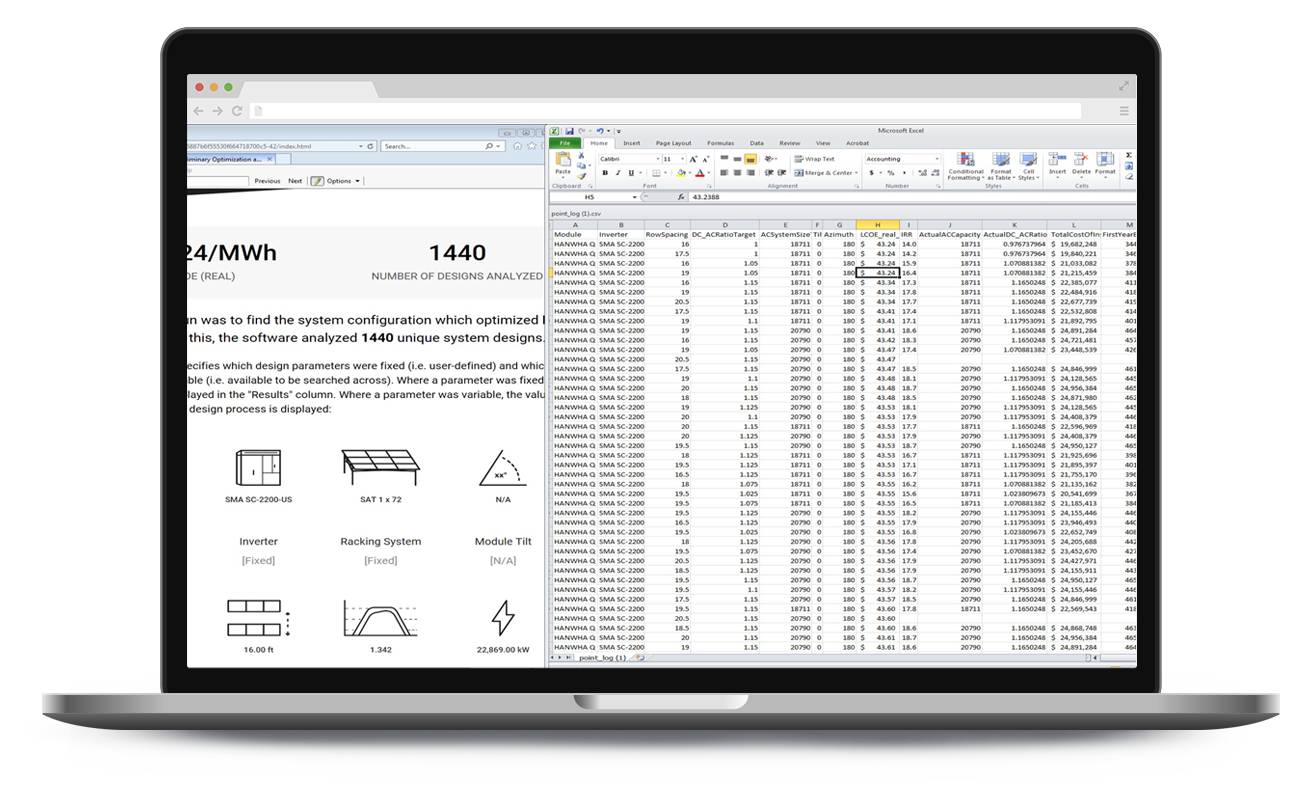 5887b6f55530f664718700c5-42/index.html
Search...
liminary Optimization a...
Previous Next Options
24/MWh
DE (REAL)
1440
NUMBER OF DESIGNS ANALYZED
was to find the system configuration which optimized
this, the software analyzed 1440 unique system designs.
ecifies which design parameters were fixed (i.e. user-defined) and whic
ble (i.e. available to be searched across). Where a parameter was fixed
layed in the "Results" column. Where a parameter was variable, the valu
design process is displayed:
SMA SC-2200-US
SAT 1 x 72
xx°
N/A
Inverter
Racking System
Module Tilt
[Fixed]
[Fixed]
[N/A]
16.00 ft
1.342
22,869.00 kW
Microsoft Excel
File Home Insert Page Layout Formulas Data Review View Acrobat
Paste
Calibri 11
Wrap Text
Merge & Center
Accounting
Conditional Formatting
Format as Table
Cell Styles
Insert Delete Format
Clipboard Font Alignment Number Styles Cells
H5 fx 43.2388
point_log (1).csv
A B C D E F G H I J K L M
Module Inverter RowSpacing DC_ACRatioTarget ACSystemSize Til Azimuth LCOE_real_ IRR ActualACCapacity ActualDC_ACRatio TotalCostOfIns FirstYearE
HANWHA Q SMA SC-2200 16 1 18711 0 180 $ 43.24 14.0 18711 0.976737964 $ 19,682,248 344
HANWHA Q SMA SC-2200 17.5 1 18711 0 180 $ 43.24 14.2 18711 0.976737964 $ 19,840,221 346
HANWHA Q SMA SC-2200 16 1.05 18711 0 180 $ 43.24 15.9 18711 1.070881382 $ 21,033,082 378
HANWHA Q SMA SC-2200 19 1.05 18711 0 180 $ 43.24 16.4 18711 1.070881382 $ 21,215,459 384
HANWHA Q SMA SC-2200 16 1.15 18711 0 180 $ 43.34 17.3 18711 1.1650248 $ 22,385,077 411
HANWHA Q SMA SC-2200 19 1.15 18711 0 180 $ 43.34 17.8 18711 1.1650248 $ 22,484,916 418
HANWHA Q SMA SC-2200 20.5 1.15 18711 0 180 $ 43.34 17.7 18711 1.1650248 $ 22,677,739 419
HANWHA Q SMA SC-2200 17.5 1.15 18711 0 180 $ 43.41 17.4 18711 1.1650248 $ 22,532,808 414
HANWHA Q SMA SC-2200 19 1.1 18711 0 180 $ 43.41 17.1 18711 1.117953091 $ 21,892,795 401
HANWHA Q SMA SC-2200 19 1.15 20790 0 180 $ 43.41 18.6 20790 1.1650248 $ 24,891,284 464
HANWHA Q SMA SC-2200 16 1.15 20790 0 180 $ 43.42 18.3 20790 1.1650248 $ 24,721,481 457
HANWHA Q SMA SC-2200 19 1.05 20790 0 180 $ 43.47 17.4 20790 1.070881382 $ 23,448,539 426
HANWHA Q SMA SC-2200 20.5 1.15 20790 0 180 $ 43.47
HANWHA Q SMA SC-2200 17.5 1.15 20790 0 180 $ 43.47 18.5 20790 1.1650248 $ 24,846,999 461
HANWHA Q SMA SC-2200 19 1.1 20790 0 180 $ 43.48 18.1 20790 1.117953091 $ 24,128,565 445
HANWHA Q SMA SC-2200 20 1.15 20790 0 180 $ 43.48 18.7 20790 1.1650248 $ 24,956,384 465
HANWHA Q SMA SC-2200 18 1.15 20790 0 180 $ 43.48 18.5 20790 1.1650248 $ 24,871,980 462
HANWHA Q SMA SC-2200 19 1.125 20790 0 180 $ 43.53 18.1 20790 1.117953091 $ 24,128,565 445
HANWHA Q SMA SC-2200 20 1.1 20790 0 180 $ 43.53 17.9 20790 1.117953091 $ 24,408,379 446
HANWHA Q SMA SC-2200 20 1.15 18711 0 180 $ 43.53 17.7 18711 1.1650248 $ 22,596,969 418
HANWHA Q SMA SC-2200 20 1.125 20790 0 180 $ 43.53 17.9 20790 1.117953091 $ 24,408,379 446
HANWHA Q SMA SC-2200 19.5 1.15 20790 0 180 $ 43.53 18.7 20790 1.1650248 $ 24,950,127
HANWHA Q SMA SC-2200 18 1.125 18711 0 180 $ 43.53 16.7 18711 1.117953091 $ 21,925,696 398
HANWHA Q SMA SC-2200 19.5 1.125 18711 0 180 $ 43.53 17.1 18711 1.117953091 $ 21,895,397 401
HANWHA Q SMA SC-2200 16.5 1.125 18711 0 180 $ 43.53 16.7 18711 1.117953091 $ 21,755,170 396
HANWHA Q SMA SC-2200 18 1.075 18711 0 180 $ 43.55 16.2 18711 1.070881382 $ 21,135,162 382
HANWHA Q SMA SC-2200 19.5 1.025 18711 0 180 $ 43.55 15.6 18711 1.023809673 $ 20,541,699 367
HANWHA Q SMA SC-2200 19.5 1.075 18711 0 180 $ 43.55 16.5 18711 1.070881382 $ 21,185,413 384
HANWHA Q SMA SC-2200 19.5 1.125 20790 0 180 $ 43.55 18.2 20790 1.117953091 $ 24,155,446 446
HANWHA Q SMA SC-2200 16.5 1.125 20790 0 180 $ 43.55 17.9 20790 1.117953091 $ 23,946,493 440
HANWHA Q SMA SC-2200 19.5 1.025 20790 0 180 $ 43.55 16.8 20790 1.023809673 $ 22,652,749 408
HANWHA Q SMA SC-2200 18 1.125 20790 0 180 $ 43.56 17.8 20790 1.117953091 $ 24,205,688 442
HANWHA Q SMA SC-2200 19.5 1.075 20790 0 180 $ 43.56 17.4 20790 1.070881382 $ 23,452,670 427
HANWHA Q SMA SC-2200 20.5 1.125 20790 0 180 $ 43.56 17.9 20790 1.117953091 $ 24,427,971 446
HANWHA Q SMA SC-2200 18.5 1.125 20790 0 180 $ 43.56 17.9 20790 1.117953091 $ 24,155,911 443
HANWHA Q SMA SC-2200 19.5 1.15 20790 0 180 $ 43.56 18.7 20790 1.1650248 $ 24,950,127 465
HANWHA Q SMA SC-2200 19.5 1.1 20790 0 180 $ 43.57 18.2 20790 1.117953091 $ 24,155,446 446
HANWHA Q SMA SC-2200 17.5 1.15 20790 0 180 $ 43.57 18.5 20790 1.1650248 $ 24,846,999 461
HANWHA Q SMA SC-2200 19.5 1.15 18711 0 180 $ 43.60 17.8 18711 1.1650248 $ 22,569,543 418
HANWHA Q SMA SC-2200 20.5 1.15 20790 0 180 $ 43.60
HANWHA Q SMA SC-2200 18.5 1.15 20790 0 180 $ 43.60 18.6 20790 1.1650248 $ 24,868,748 463
HANWHA Q SMA SC-2200 20 1.15 20790 0 180 $ 43.61 18.7 20790 1.1650248 $ 24,956,384 465
HANWHA Q SMA SC-2200 19 1.15 20790 0 180 $ 43.61 18.6 20790 1.1650248 $ 24,891,284 464
point_log (1)